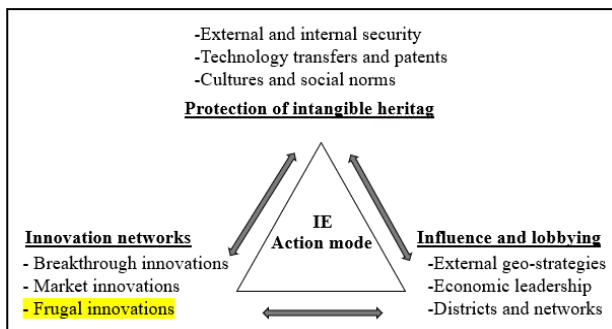 -External and internal security
-Technology transfers and patents
-Cultures and social norms
Protection of intangible heritag
IE
Action mode
Innovation networks
- Breakthrough innovations
- Market innovations
- Frugal innovations
Influence and lobbying
-External geo-strategies
-Economic leadership
-Districts and networks